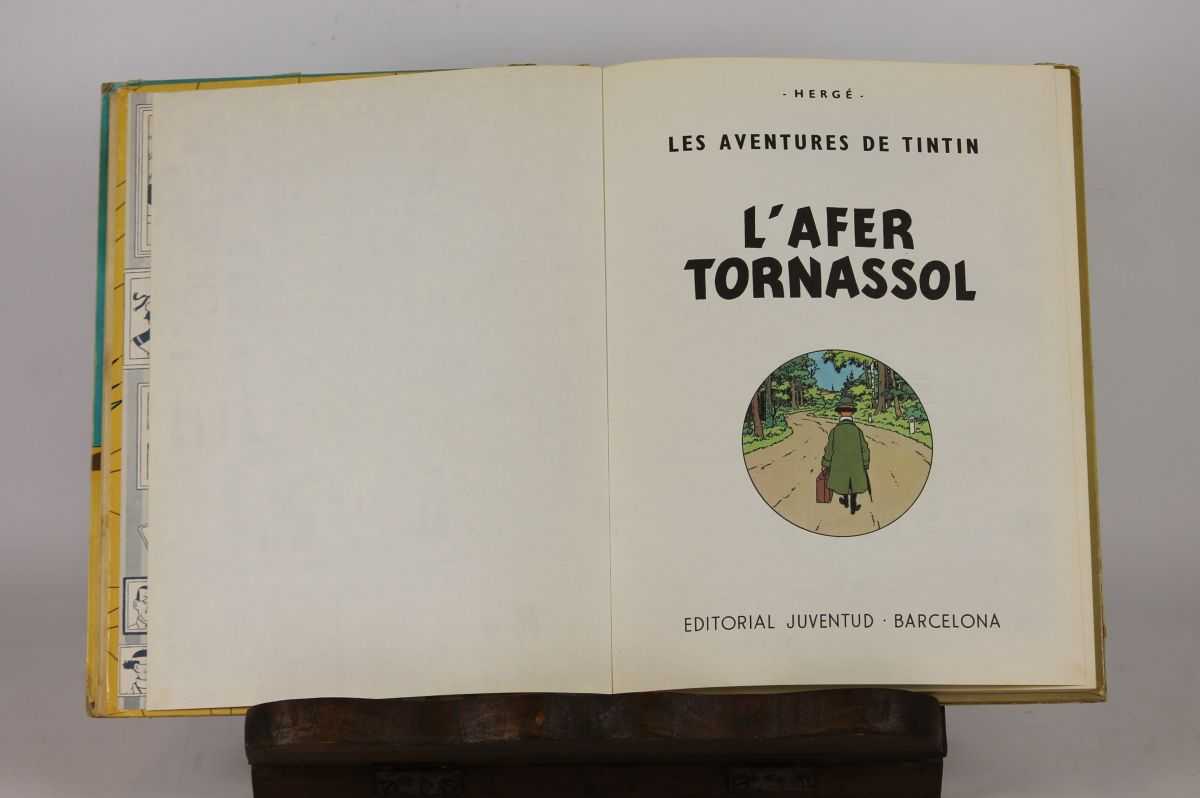 - HERGÉ -
LES AVENTURES DE TINTIN
L'AFER
TORNASSOL
EDITORIAL JUVENTUD · BARCELONA